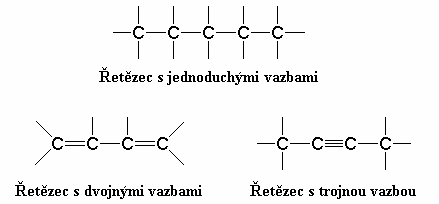 C C C C C
Řetězec s jednoduchými vazbami
C C C C C C C C
Řetězec s dvojnými vazbami Řetězec s trojnou vazbou